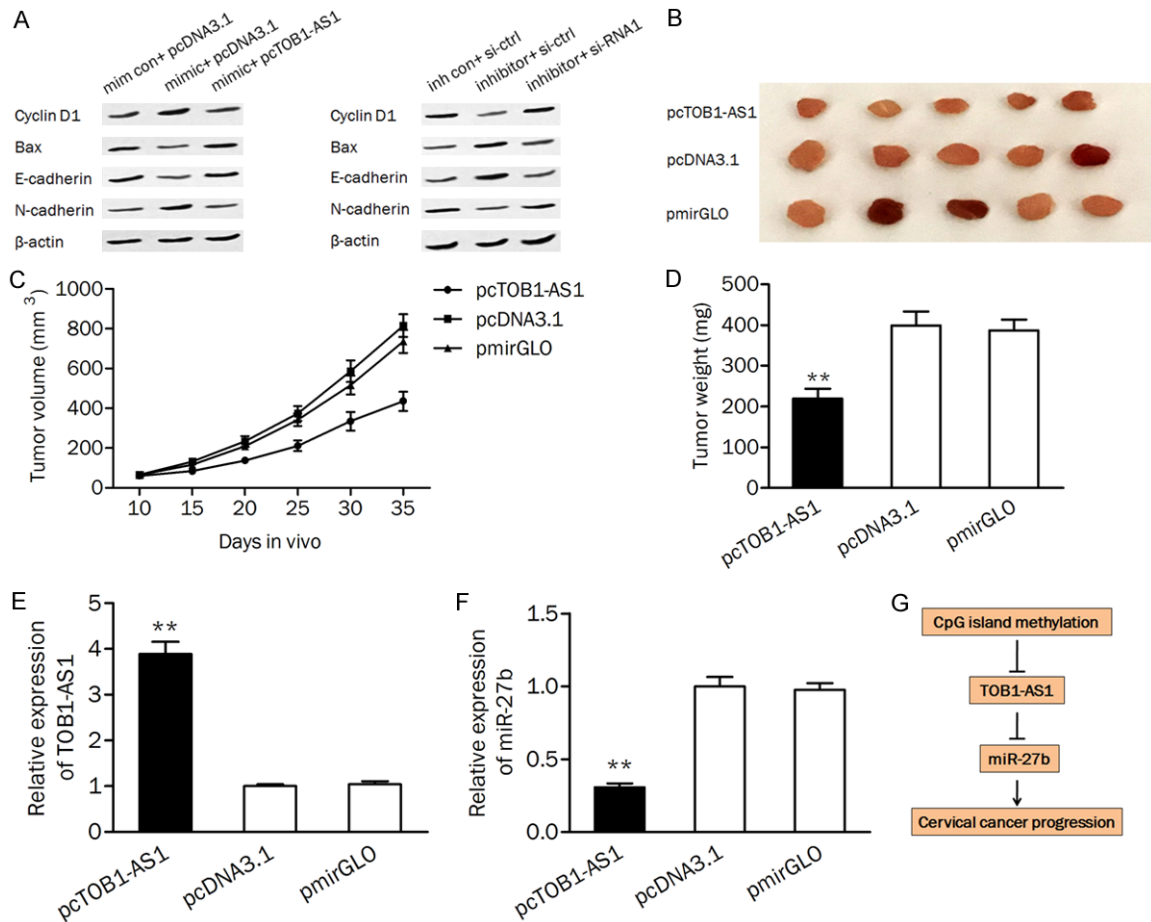 A
mim con+ pcDNA3.1
mimic+ pcDNA3.1
mimic+ pcTOB1-AS1
Cyclin D1
Bax
E-cadherin
N-cadherin
β-actin
inh con+ si-ctrl
inhibitor+ si-ctrl
inhibitor+ si-RNA1
Cyclin D1
Bax
E-cadherin
N-cadherin
β-actin
B
pcTOB1-AS1
pcDNA3.1
pmirGLO
C
Tumor volume (mm 3)
1000
800
600
400
200
0
10 15 20 25 30 35
Days in vivo
pcTOB1-AS1
pcDNA3.1
pmirGLO
D
Tumor weight (mg)
500
400
300
200
100
0
**
pcTOB1-AS1
pcDNA3.1
pmirGLO
E
Relative expression
of TOB1-AS1
5
4
3
2
1
0
**
pcTOB1-AS1
pcDNA3.1
pmirGLO
F
Relative expression
of miR-27b
1.5
1.0
0.5
0.0
**
pcTOB1-AS1
pcDNA3.1
pmirGLO
G
CpG island methylation
TOB1-AS1
miR-27b
Cervical cancer progression